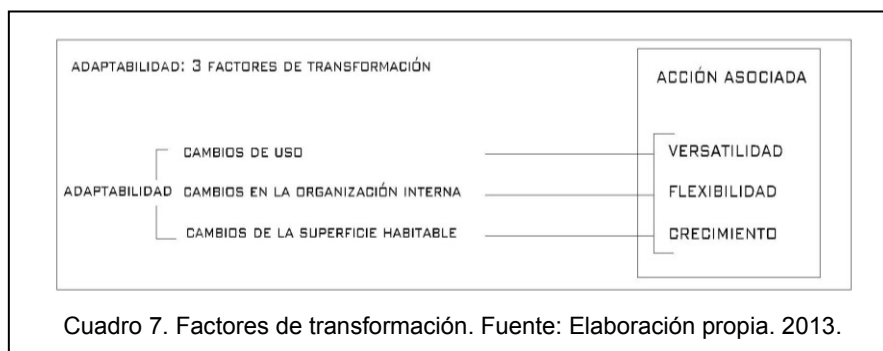 ADAPTABILIDAD: 3 FACTORES DE TRANSFORMACIÓN
ACCIÓN ASOCIADA
CAMBIOS DE USO
VERSATILIDAD
ADAPTABILIDAD CAMBIOS EN LA ORGANIZACIÓN INTERNA
FLEXIBILIDAD
CAMBIOS DE LA SUPERFICIE HABITABLE
CRECIMIENTO
Cuadro 7. Factores de transformación. Fuente: Elaboración propia. 2013.